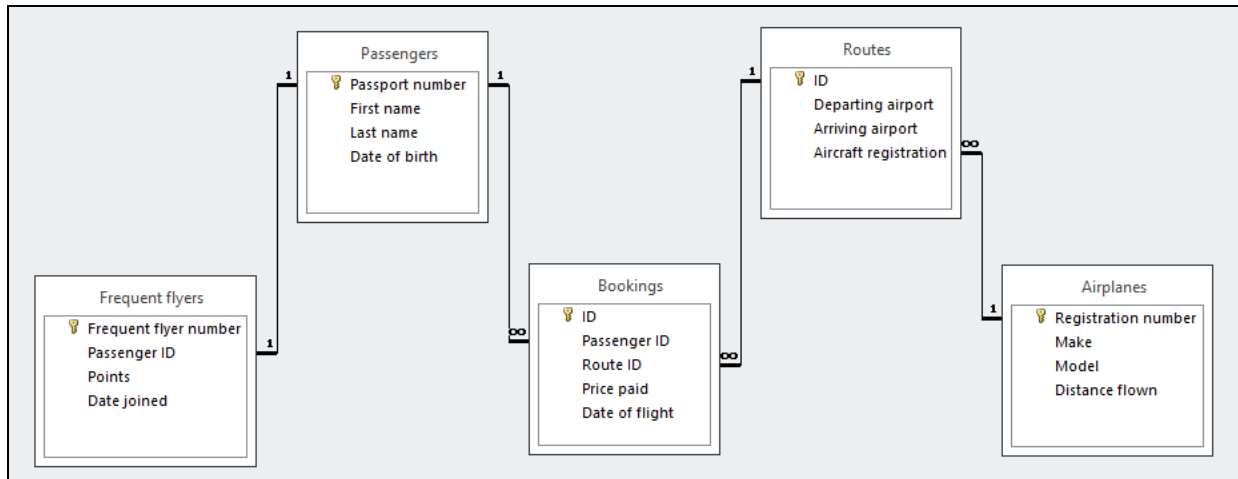 Passengers
Passport number
First name
Last name
Date of birth
1
1
Routes
ID
Departing airport
Arriving airport
Aircraft registration
1
∞
Frequent flyers
Frequent flyer number
Passenger ID
Points
Date joined
1
Bookings
ID
Passenger ID
Route ID
Price paid
Date of flight
∞
∞
Airplanes
Registration number
Make
Model
Distance flown
1